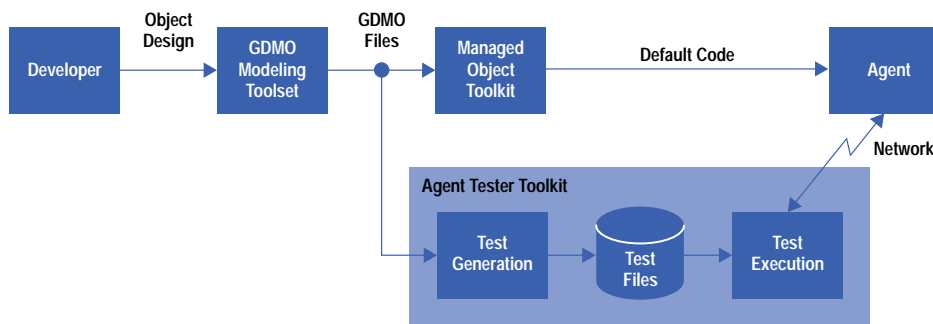 Object
Design
GDMO
Files
Developer
GDMO
Modeling
Toolset
Managed
Object
Toolkit
Default Code
Agent
Network
Agent Tester Toolkit
Test
Generation
Test
Files
Test
Execution